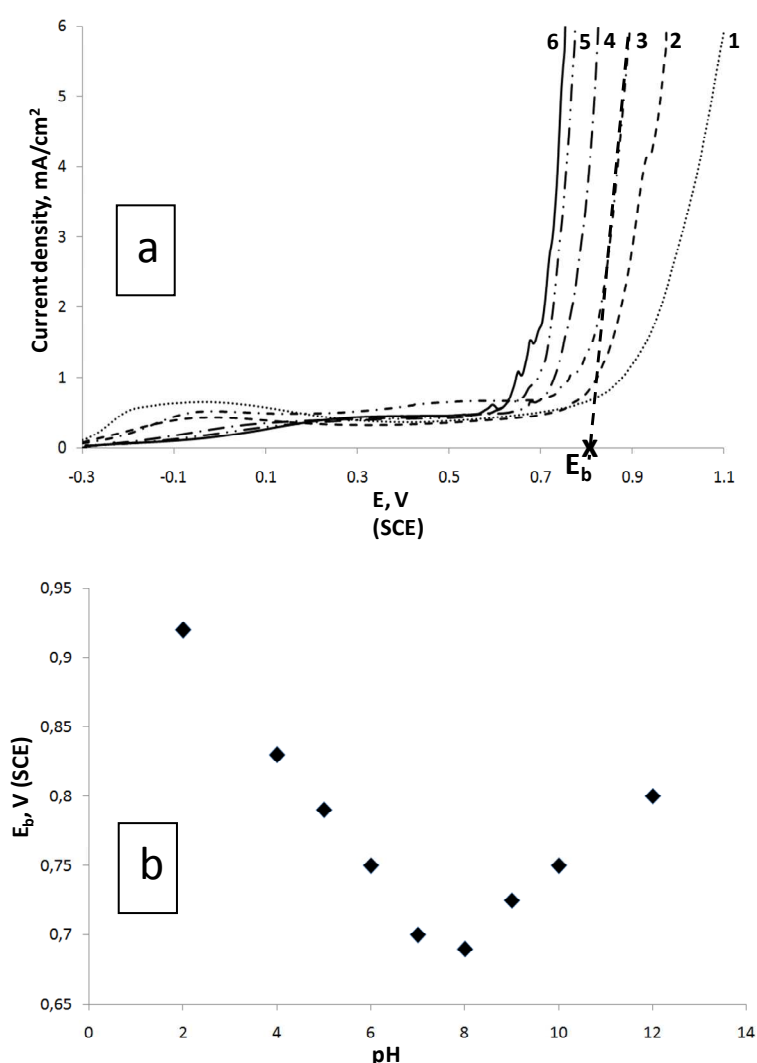 6
6 5 4 3 2 1
5
4
3
2
1
0
Current density, mA/cm²
a
E_b
-0.3 -0.1 0.1 0.3 0.5 0.7 0.9 1.1
E, V
(SCE)
0,95
0,9
0,85
0,8
0,75
0,7
0,65
E_b, V (SCE)
b
0 2 4 6 8 10 12 14
pH